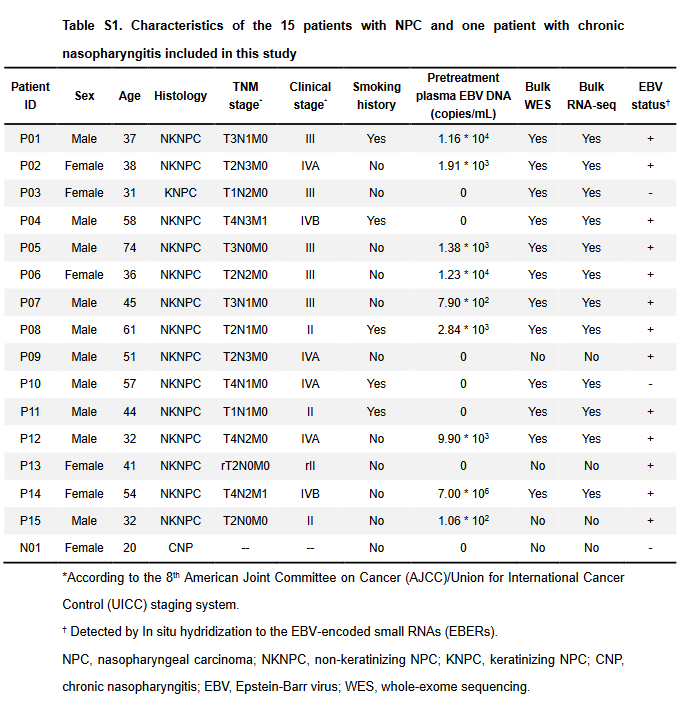 Table S1. Characteristics of the 15 patients with NPC and one patient with chronic
nasopharyngitis included in this study
Patient ID Sex Age Histology TNM stage* Clinical stage* Smoking history Pretreatment plasma EBV DNA (copies/mL) Bulk WES Bulk RNA-seq EBV status†
P01 Male 37 NKNPC T3N1M0 III Yes 1.16 * 10⁴ Yes Yes +
P02 Female 38 NKNPC T2N3M0 IVA No 1.91 * 10³ Yes Yes +
P03 Female 31 KNPC T1N2M0 III No 0 Yes Yes -
P04 Male 58 NKNPC T4N3M1 IVB Yes 0 Yes Yes +
P05 Male 74 NKNPC T3N0M0 III No 1.38 * 10³ Yes Yes +
P06 Female 36 NKNPC T2N2M0 III No 1.23 * 10⁴ Yes Yes +
P07 Male 45 NKNPC T3N1M0 III No 7.90 * 10² Yes Yes +
P08 Male 61 NKNPC T2N1M0 II Yes 2.84 * 10³ Yes Yes +
P09 Male 51 NKNPC T2N3M0 IVA No 0 No No +
P10 Male 57 NKNPC T4N1M0 IVA Yes 0 Yes Yes -
P11 Male 44 NKNPC T1N1M0 II Yes 0 Yes Yes +
P12 Male 32 NKNPC T4N2M0 IVA No 9.90 * 10³ Yes Yes +
P13 Female 41 NKNPC rT2N0M0 rII No 0 No No +
P14 Female 54 NKNPC T4N2M1 IVB No 7.00 * 10⁶ Yes Yes +
P15 Male 32 NKNPC T2N0M0 II No 1.06 * 10² No No +
N01 Female 20 CNP -- -- No 0 No No -
*According to the 8th American Joint Committee on Cancer (AJCC)/Union for International Cancer
Control (UICC) staging system.
† Detected by In situ hydridization to the EBV-encoded small RNAs (EBERs).
NPC, nasopharyngeal carcinoma; NKNPC, non-keratinizing NPC; KNPC, keratinizing NPC; CNP,
chronic nasopharyngitis; EBV, Epstein-Barr virus; WES, whole-exome sequencing.